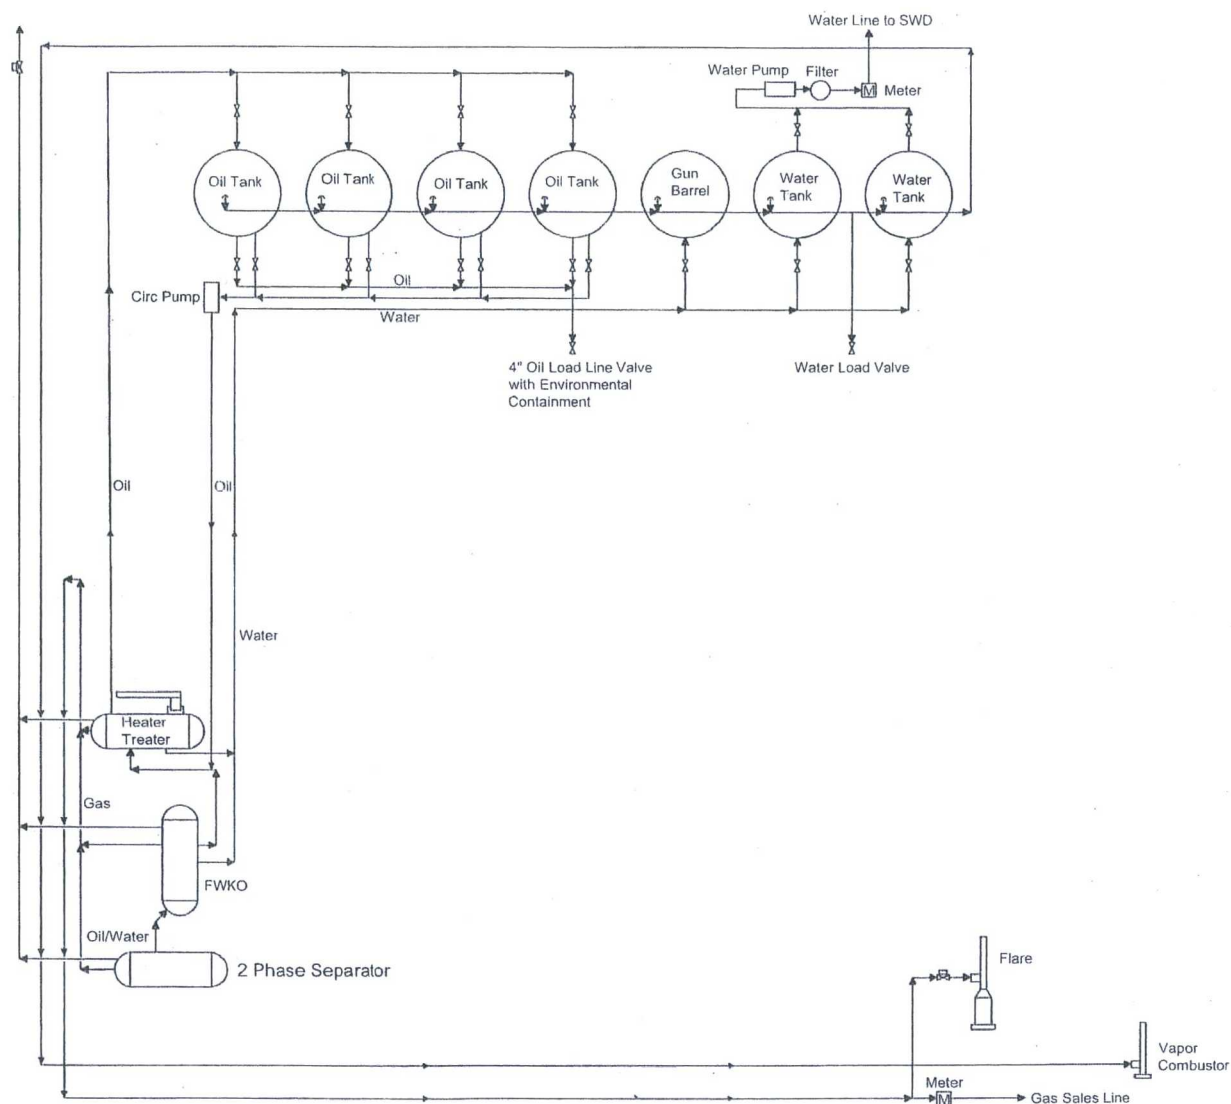 Water Line to SWD
Water Pump
Filter
M
Meter
Oil Tank
Oil Tank
Oil Tank
Oil Tank
Gun
Barrel
Water
Tank
Water
Tank
Oil
Circ Pump
Water
4" Oil Load Line Valve
with Environmental
Containment
Water Load Valve
Oil
Oil
Water
Heater
Treater
Gas
FWKO
Oil/Water
2 Phase Separator
Flare
Vapor
Combustor
Meter
M
Gas Sales Line